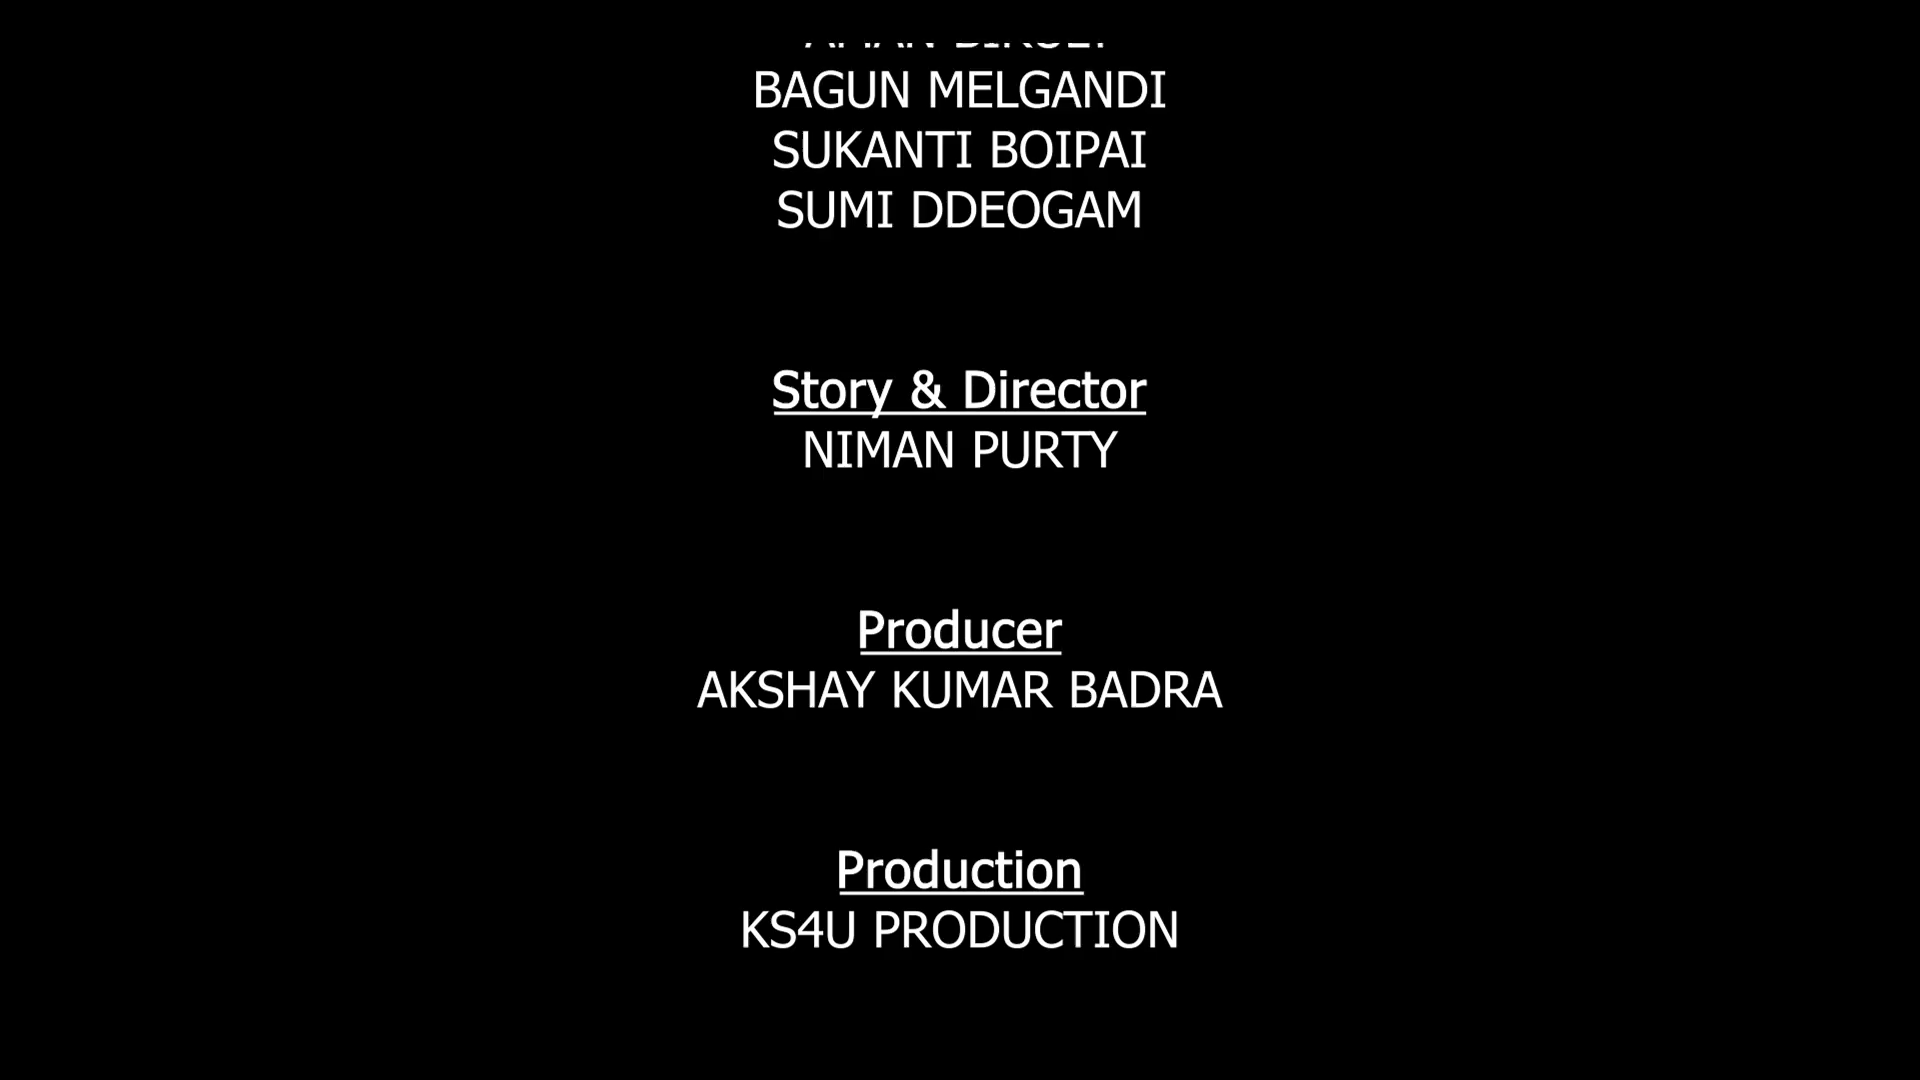 BAGUN MELGANDI
SUKANTI BOIPAI
SUMI DDEOGAM
Story & Director
NIMAN PURTY
Producer
AKSHAY KUMAR BADRA
Production
KS4U PRODUCTION